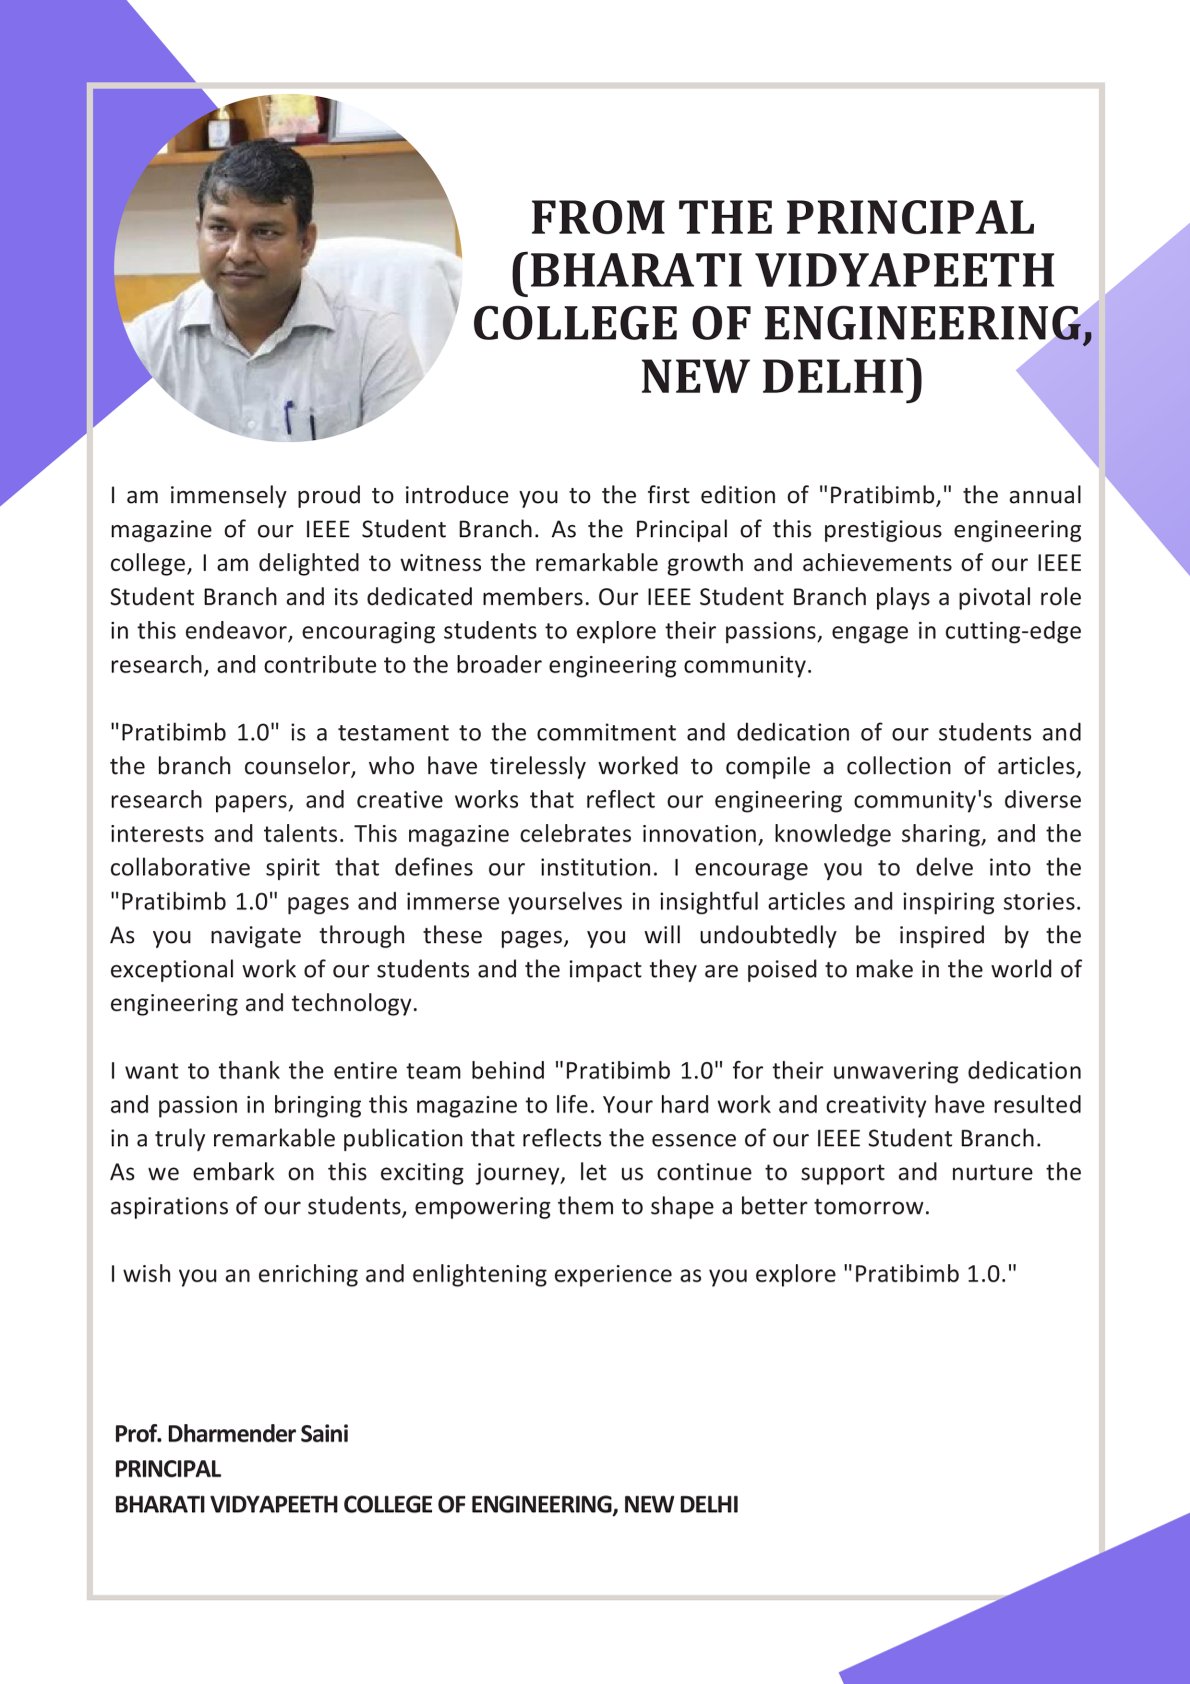 FROM THE PRINCIPAL
(BHARATI VIDYAPEETH
COLLEGE OF ENGINEERING,
NEW DELHI)
I am immensely proud to introduce you to the first edition of "Pratibimb," the annual
magazine of our IEEE Student Branch. As the Principal of this prestigious engineering
college, I am delighted to witness the remarkable growth and achievements of our IEEE
Student Branch and its dedicated members. Our IEEE Student Branch plays a pivotal role
in this endeavor, encouraging students to explore their passions, engage in cutting-edge
research, and contribute to the broader engineering community.
"Pratibimb 1.0" is a testament to the commitment and dedication of our students and
the branch counselor, who have tirelessly worked to compile a collection of articles,
research papers, and creative works that reflect our engineering community's diverse
interests and talents. This magazine celebrates innovation, knowledge sharing, and the
collaborative spirit that defines our institution. I encourage you to delve into the
"Pratibimb 1.0" pages and immerse yourselves in insightful articles and inspiring stories.
As you navigate through these pages, you will undoubtedly be inspired by the
exceptional work of our students and the impact they are poised to make in the world of
engineering and technology.
I want to thank the entire team behind "Pratibimb 1.0" for their unwavering dedication
and passion in bringing this magazine to life. Your hard work and creativity have resulted
in a truly remarkable publication that reflects the essence of our IEEE Student Branch.
As we embark on this exciting journey, let us continue to support and nurture the
aspirations of our students, empowering them to shape a better tomorrow.
I wish you an enriching and enlightening experience as you explore "Pratibimb 1.0."
Prof. Dharmender Saini
PRINCIPAL
BHARATI VIDYAPEETH COLLEGE OF ENGINEERING, NEW DELHI